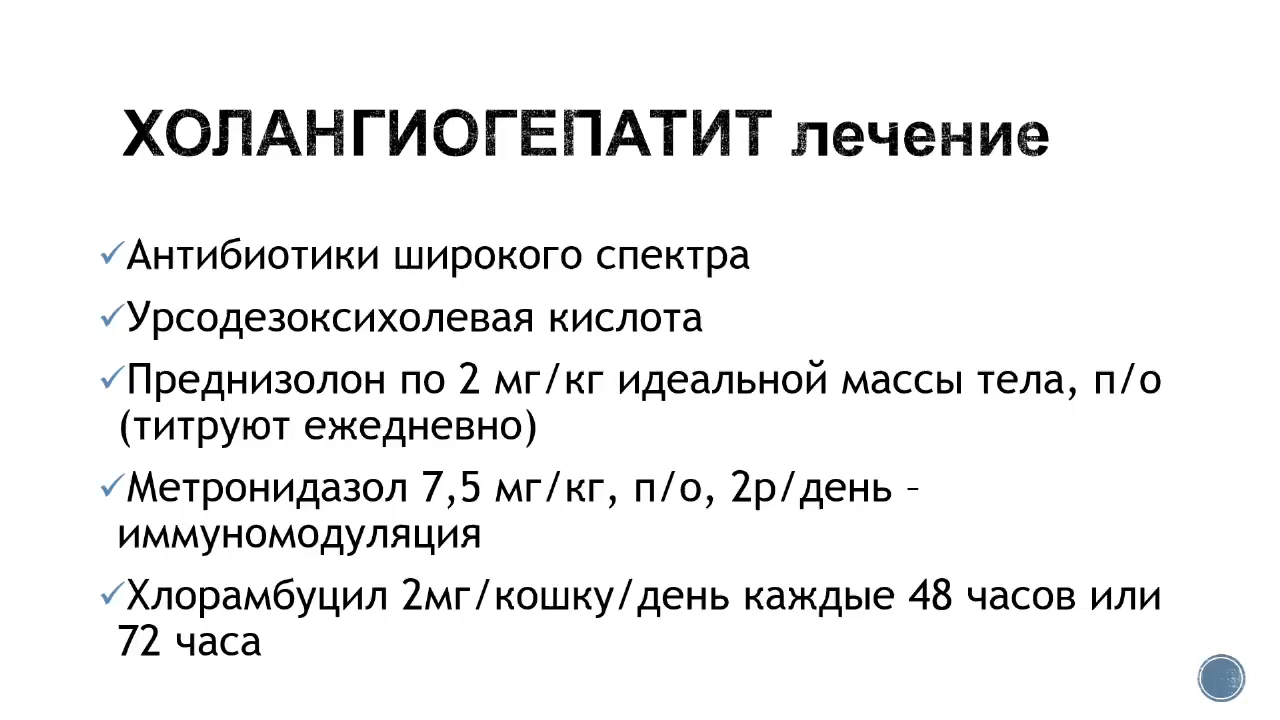 ХОЛАНГИОГЕПАТИТ лечение
Антибиотики широкого спектра
Урсодезоксихолевая кислота
Преднизолон по 2 мг/кг идеальной массы тела, п/о
(титруют ежедневно)
Метронидазол 7,5 мг/кг, п/о, 2р/день –
иммуномодуляция
Хлорамбуцил 2мг/кошку/день каждые 48 часов или
72 часа